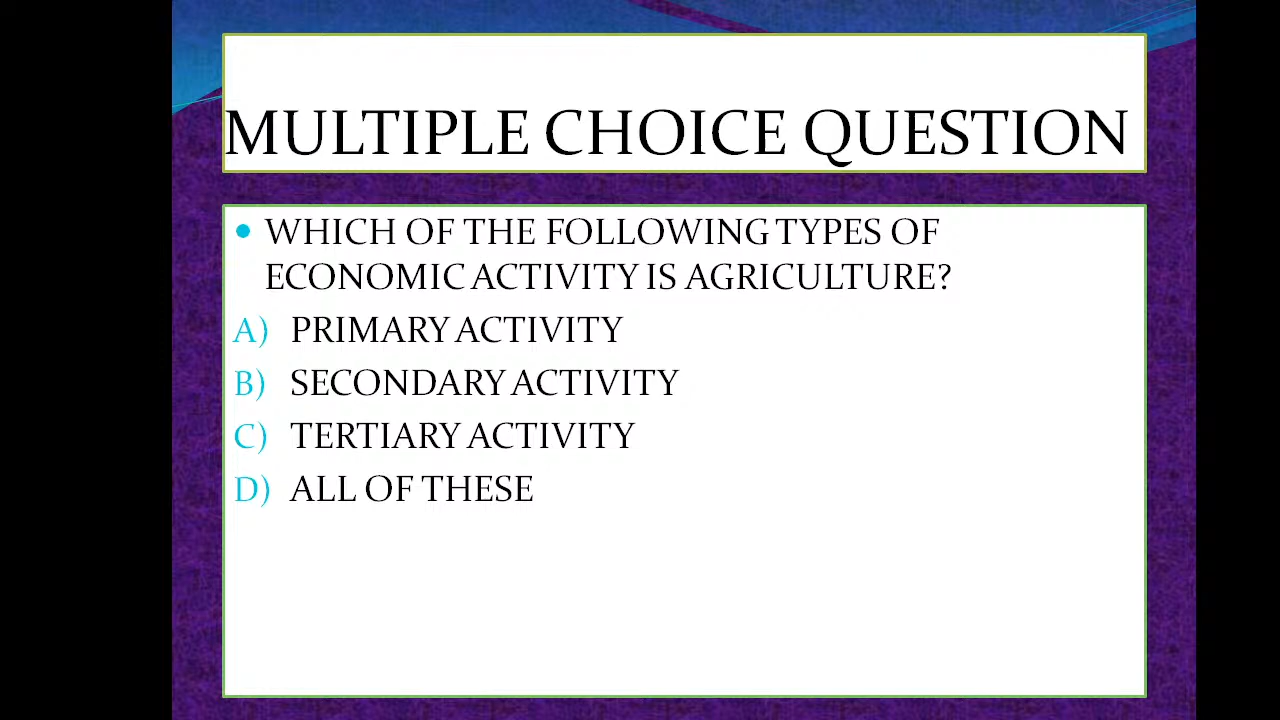 MULTIPLE CHOICE QUESTION
• WHICH OF THE FOLLOWING TYPES OF
ECONOMIC ACTIVITY IS AGRICULTURE?
A) PRIMARY ACTIVITY
B) SECONDARY ACTIVITY
C) TERTIARY ACTIVITY
D) ALL OF THESE